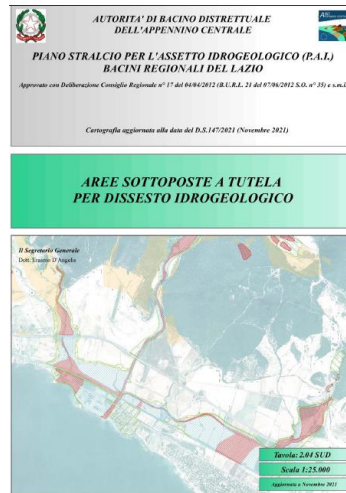 AUTORITA' DI BACINO DISTRETTUALE
DELL'APPENNINO CENTRALE
PIANO STRALCIO PER L'ASSETTO IDROGEOLOGICO (P.A.I.)
BACINI REGIONALI DEL LAZIO
Approvato con Deliberazione Consiglio Regionale n° 17 del 04/04/2012 (B.U.R.L. 21 del 07/06/2012 S.O. n° 35) e s.m.i.
Cartografia aggiornata alla data del D.S.147/2021 (Novembre 2021)
AREE SOTTOPOSTE A TUTELA
PER DISSESTO IDROGEOLOGICO
Il Segretario Generale
Dott. Erasmo D'Angelis
Tavola: 2.04 SUD
Scala 1:25.000
Aggiornata a Novembre 2021